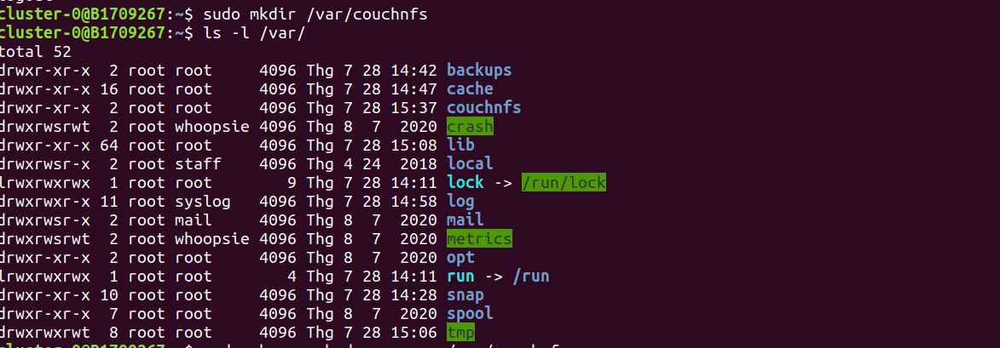 cluster-0@B1709267:~$ sudo mkdir /var/couchnfs
cluster-0@B1709267:~$ ls -l /var/
total 52
drwxr-xr-x  2 root root     4096 Thg 7 28 14:42 backups
drwxr-xr-x 16 root root     4096 Thg 7 28 14:47 cache
drwxr-xr-x  2 root root     4096 Thg 7 28 15:37 couchnfs
drwxrwsrwt  2 root whoopsie 4096 Thg 8  7  2020 crash
drwxr-xr-x 64 root root     4096 Thg 7 28 15:08 lib
drwxrwsr-x  2 root staff    4096 Thg 4 24  2018 local
lrwxrwxrwx  1 root root        9 Thg 7 28 14:11 lock -> /run/lock
drwxrwxr-x 11 root syslog   4096 Thg 7 28 14:58 log
drwxrwsr-x  2 root mail     4096 Thg 8  7  2020 mail
drwxrwsrwt  2 root whoopsie 4096 Thg 8  7  2020 metrics
drwxr-xr-x  2 root root     4096 Thg 8  7  2020 opt
lrwxrwxrwx  1 root root        4 Thg 7 28 14:11 run -> /run
drwxr-xr-x 10 root root     4096 Thg 7 28 14:28 snap
drwxr-xr-x  7 root root     4096 Thg 8  7  2020 spool
drwxrwxrwt  8 root root     4096 Thg 7 28 15:06 tmp